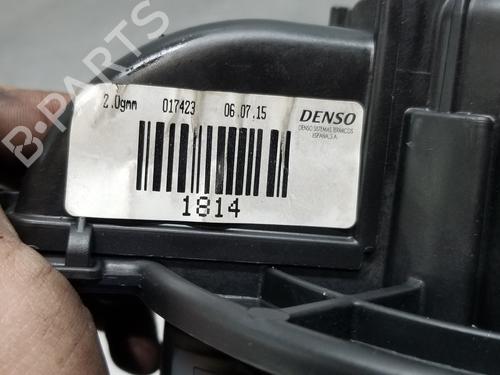 2.0gmm 017423 06.07.15 DENSO
DENSO SISTEMAS TERMICOS
ESPAÑA, S.A.
1814
B-PARTS